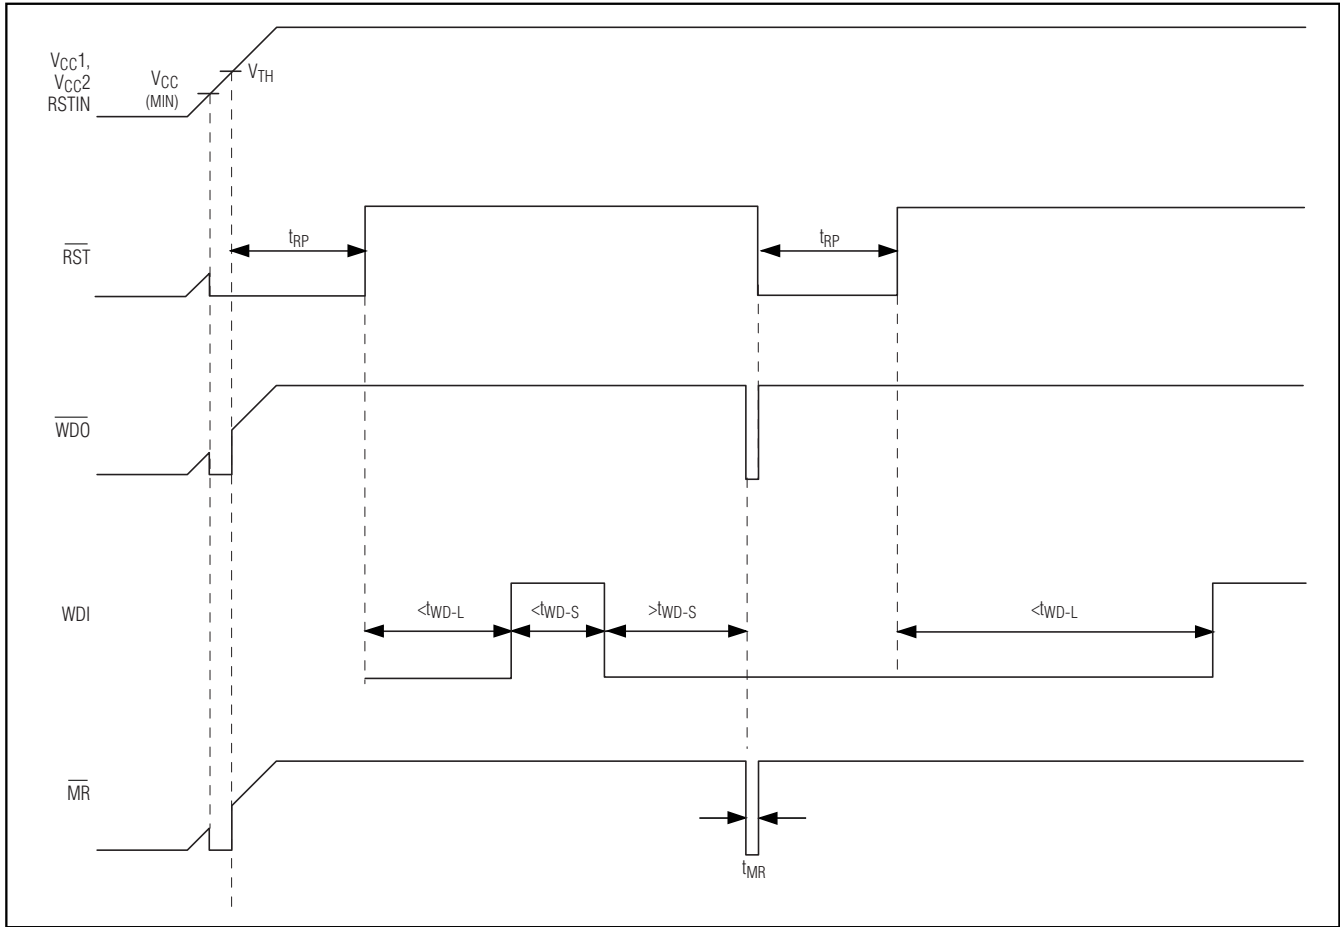 VCC1,
VCC2
RSTIN
VCC
(MIN)
VTH
RST
tRP
tRP
WDO
WDI
<tWD-L
<tWD-S
>tWD-S
<tWD-L
MR
tMR